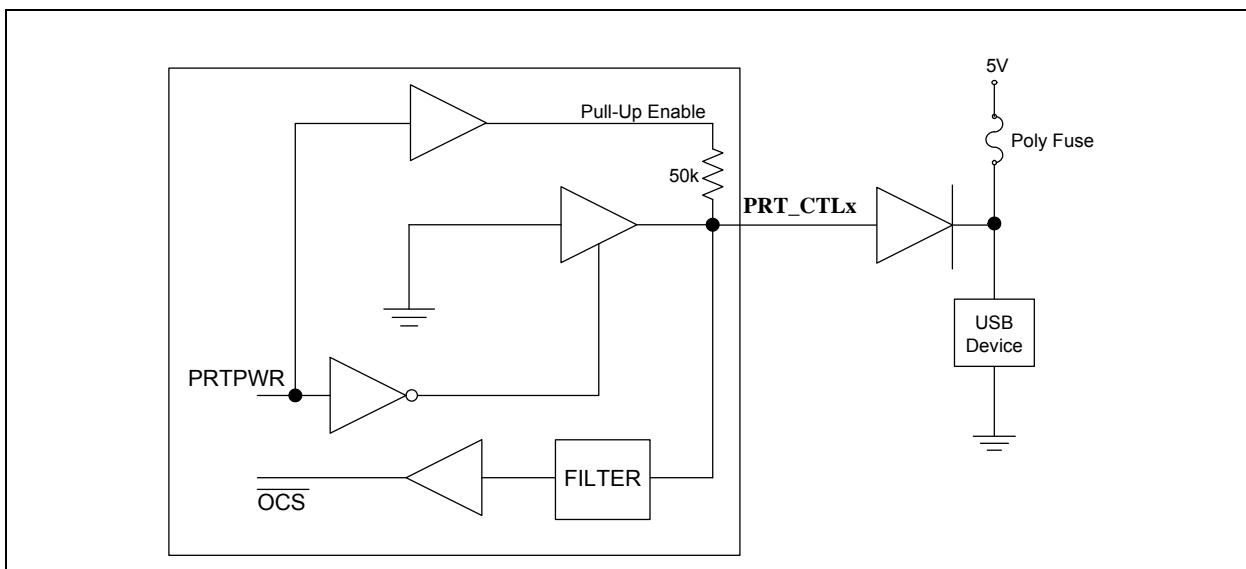 5V
Pull-Up Enable
Poly Fuse
50k
PRT_CTLx
USB
Device
PRTPWR
FILTER
OCS